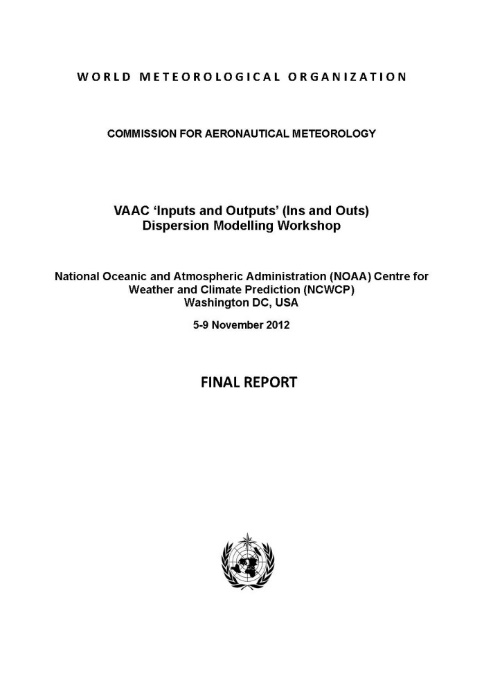 WORLD METEOROLOGICAL ORGANIZATION
COMMISSION FOR AERONAUTICAL METEOROLOGY
VAAC ‘Inputs and Outputs’ (Ins and Outs)
Dispersion Modelling Workshop
National Oceanic and Atmospheric Administration (NOAA) Centre for
Weather and Climate Prediction (NCWCP)
Washington DC, USA
5-9 November 2012
FINAL REPORT